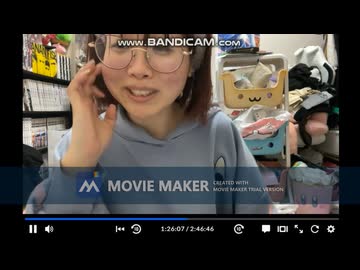 www.BANDICAM.com
MOVIE MAKER
CREATED WITH
MOVIE MAKER TRIAL VERSION
1:26:07 / 2:46:46